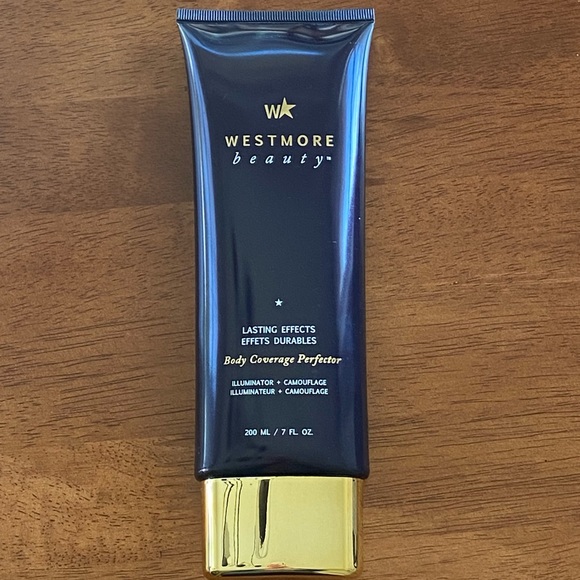 W★
WESTMORE
beauty™
LASTING EFFECTS
EFFETS DURABLES
Body Coverage Perfector
ILLUMINATOR + CAMOUFLAGE
ILLUMINATEUR + CAMOUFLAGE
200 ML / 7 FL. OZ.